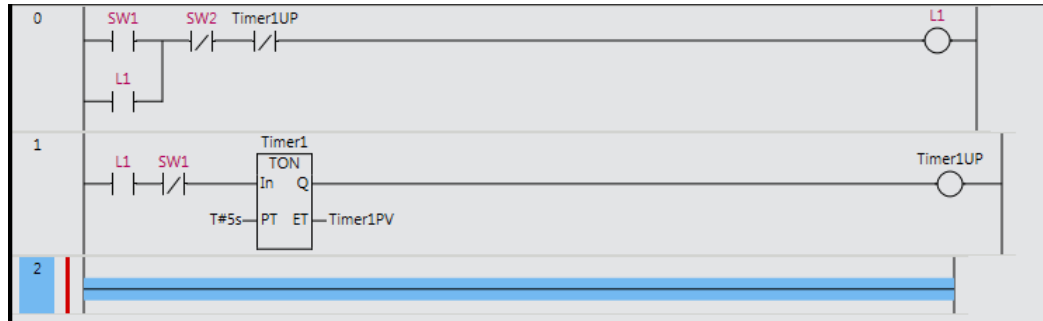 0
SW1 SW2 Timer1UP L1
L1
1
Timer1
L1 SW1 TON Timer1UP
In Q
T#5s PT ET Timer1PV
2